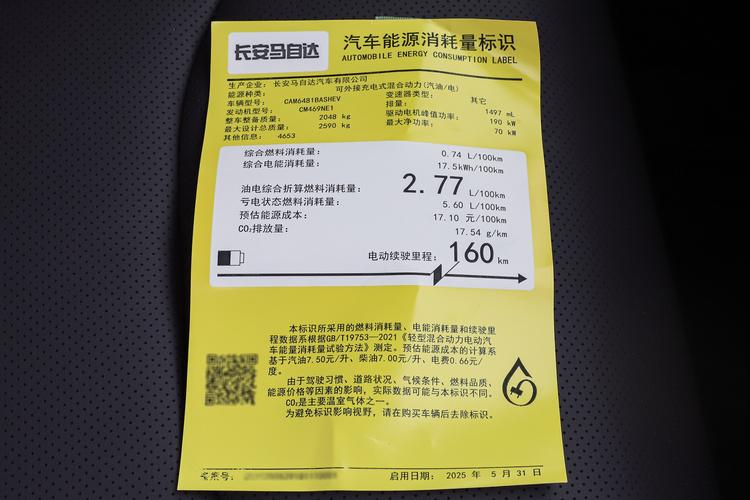 长安马自达
汽车能源消耗量标识
AUTOMOBILE ENERGY CONSUMPTION LABEL
生产企业: 长安马自达汽车有限公司
能源种类: 可外接充电式混合动力(汽油/电)
车辆型号: CAM6481BASHEV 变速器类型: 其它
发动机型号: CM469NE1 排量: 1497 mL
整车整备质量: 2048 kg 驱动电机峰值功率: 190 kW
最大设计总质量: 2590 kg 最大净功率: 70 kW
其他信息: 4653
综合燃料消耗量: 0.74 L/100km
综合电能消耗量: 17.5kWh/100km
油电综合折算燃料消耗量: 2.77 L/100km
亏电状态燃料消耗量: 5.60 L/100km
预估能源成本: 17.10 元/100km
CO₂排放量: 17.54 g/km
电动续驶里程: 160 km
本标识所采用的燃料消耗量、电能消耗量和续驶里
程数据系根据GB/T19753—2021《轻型混合动力电动汽
车能量消耗量试验方法》测定。预估能源成本的计算系
基于汽油7.50元/升、柴油7.00元/升、电费0.66元/
度。
由于驾驶习惯、道路状况、气候条件、燃料品质、
能源价格等因素的影响，实际数据可能与本标识不同。
CO₂是主要温室气体之一。
为避免标识影响视野，请在购买车辆后去除标识。
备案号:
启用日期: 2025 年 5 月 31 日